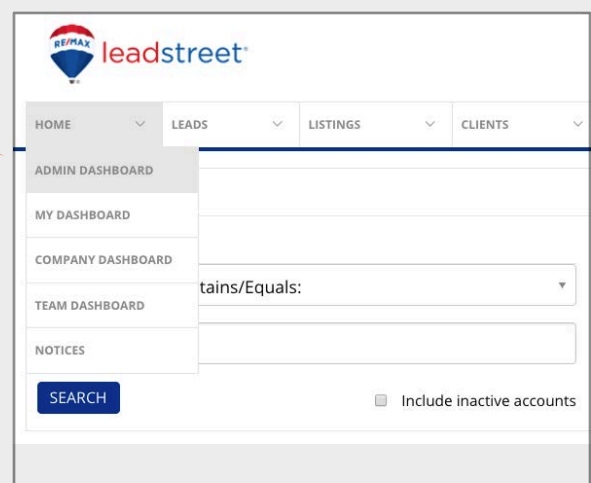 RE/MAX leadstreet
HOME LEADS LISTINGS CLIENTS
ADMIN DASHBOARD
MY DASHBOARD
COMPANY DASHBOARD
tains/Equals:
TEAM DASHBOARD
NOTICES
SEARCH Include inactive accounts